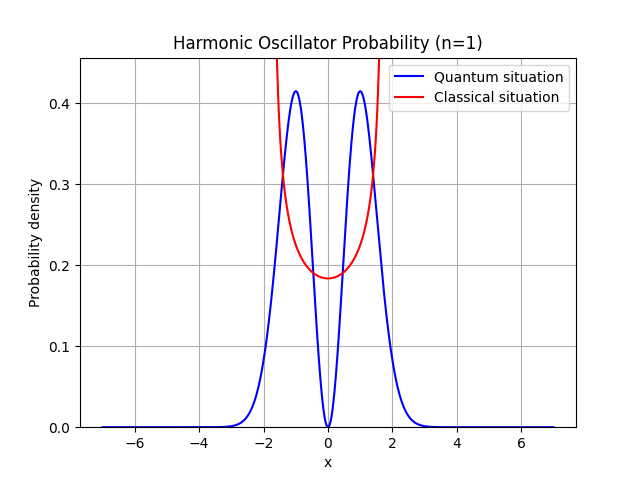 Harmonic Oscillator Probability (n=1)
Quantum situation
Classical situation
Probability density
0.4
0.3
0.2
0.1
0.0
−6
−4
−2
0
2
4
6
x